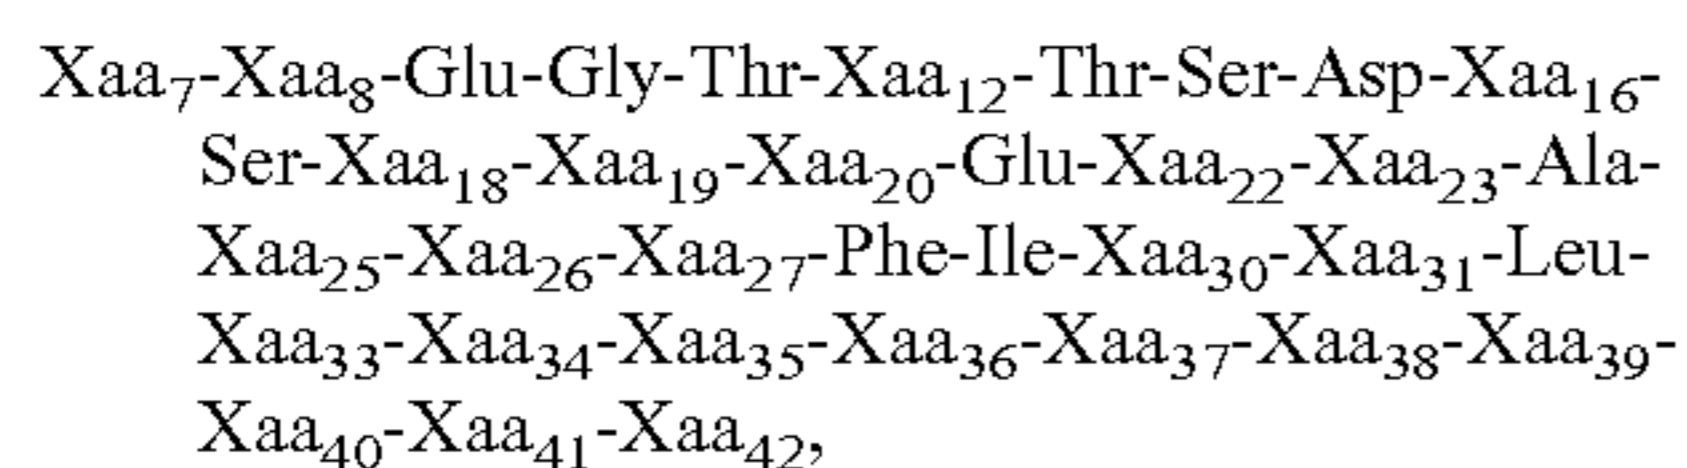 Xaa₇-Xaa₈-Glu-Gly-Thr-Xaa₁₂-Thr-Ser-Asp-Xaa₁₆-
Ser-Xaa₁₈-Xaa₁₉-Xaa₂₀-Glu-Xaa₂₂-Xaa₂₃-Ala-
Xaa₂₅-Xaa₂₆-Xaa₂₇-Phe-Ile-Xaa₃₀-Xaa₃₁-Leu-
Xaa₃₃-Xaa₃₄-Xaa₃₅-Xaa₃₆-Xaa₃₇-Xaa₃₈-Xaa₃₉-
Xaa₄₀-Xaa₄₁-Xaa₄₂,